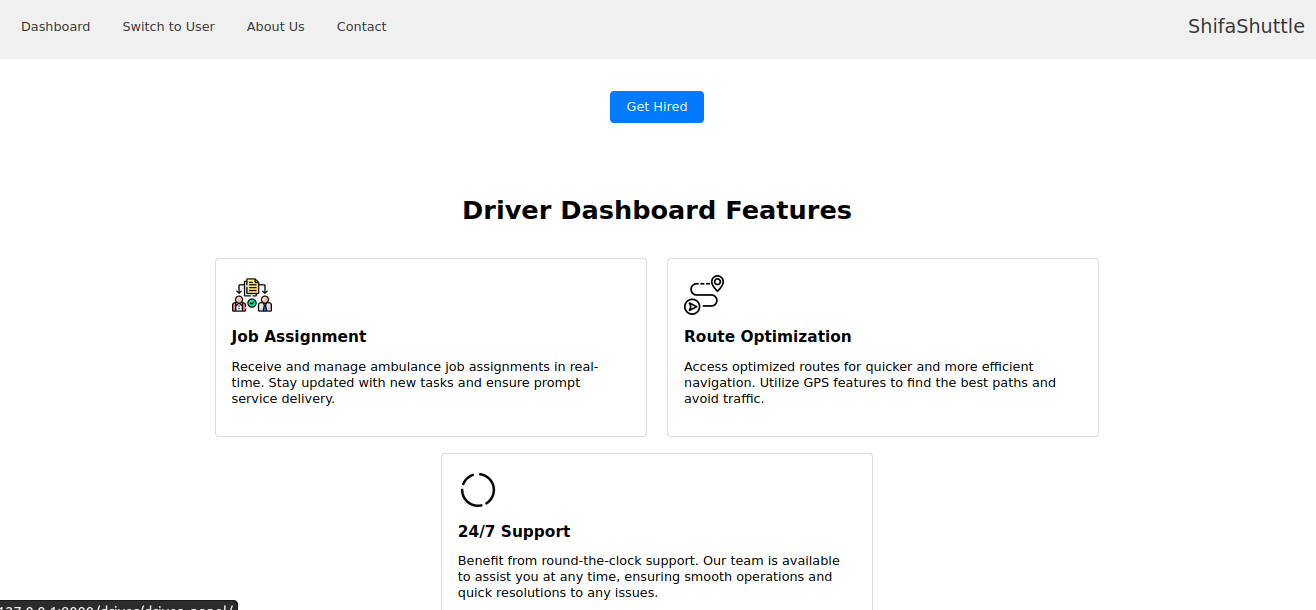 Dashboard Switch to User About Us Contact ShifaShuttle
Get Hired
Driver Dashboard Features
Job Assignment
Receive and manage ambulance job assignments in real-
time. Stay updated with new tasks and ensure prompt
service delivery.
Route Optimization
Access optimized routes for quicker and more efficient
navigation. Utilize GPS features to find the best paths and
avoid traffic.
24/7 Support
Benefit from round-the-clock support. Our team is available
to assist you at any time, ensuring smooth operations and
quick resolutions to any issues.